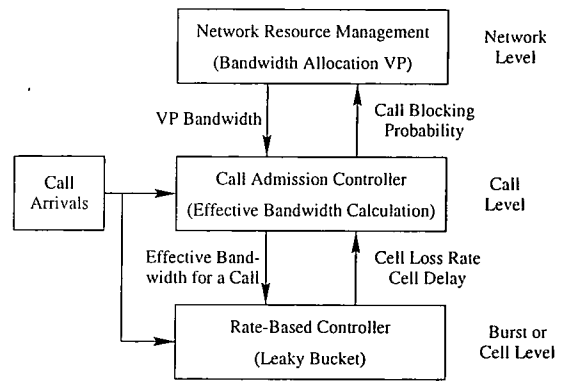 Network Resource Management
(Bandwidth Allocation VP)
Network
Level
VP Bandwidth
Call Blocking
Probability
Call
Arrivals
Call Admission Controller
(Effective Bandwidth Calculation)
Call
Level
Effective Band-
width for a Call
Cell Loss Rate
Cell Delay
Rate-Based Controller
(Leaky Bucket)
Burst or
Cell Level